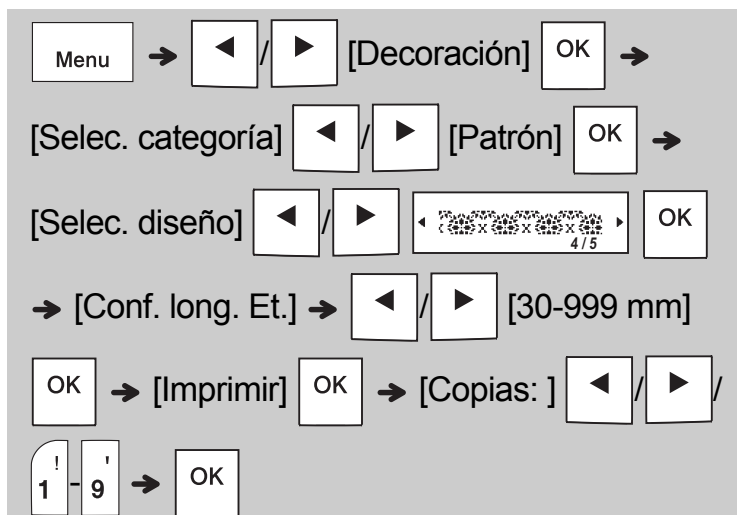 Menu → ◄/► [Decoración] OK →
[Selec. categoría] ◄/► [Patrón] OK →
[Selec. diseño] ◄/► ◄ 4/5 ► OK
→ [Conf. long. Et.] → ◄/► [30-999 mm]
OK → [Imprimir] OK → [Copias: ] ◄/►/
! 1 - ' 9 → OK